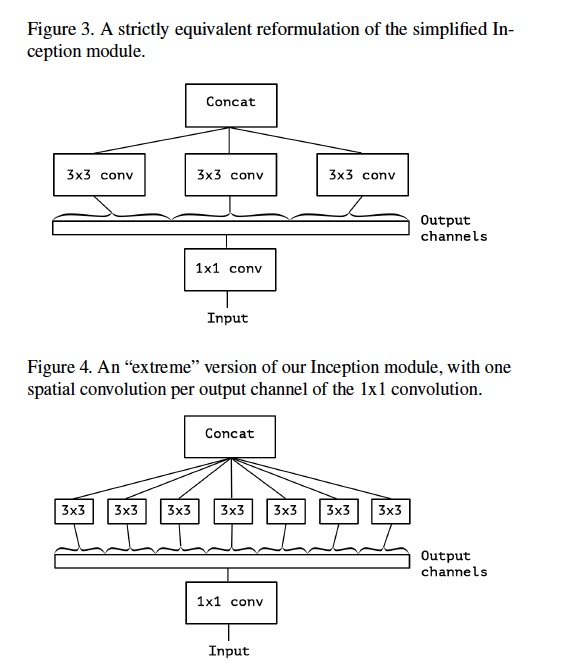 Figure 3. A strictly equivalent reformulation of the simplified In-
ception module.
Concat
3x3 conv 3x3 conv 3x3 conv
Output
channels
1x1 conv
Input
Figure 4. An “extreme” version of our Inception module, with one
spatial convolution per output channel of the 1x1 convolution.
Concat
3x3 3x3 3x3 3x3 3x3 3x3 3x3
Output
channels
1x1 conv
Input